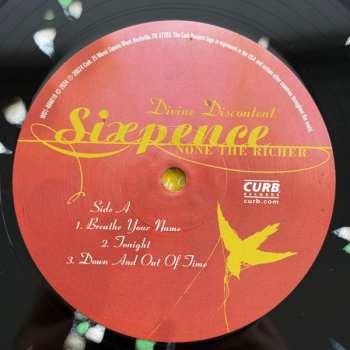 Divine Discontent
Sixpence
NONE THE RICHER
CURB
RECORDS
curb.com
Side A
1. Breathe Your Name
2. Tonight
3. Down And Out Of Time